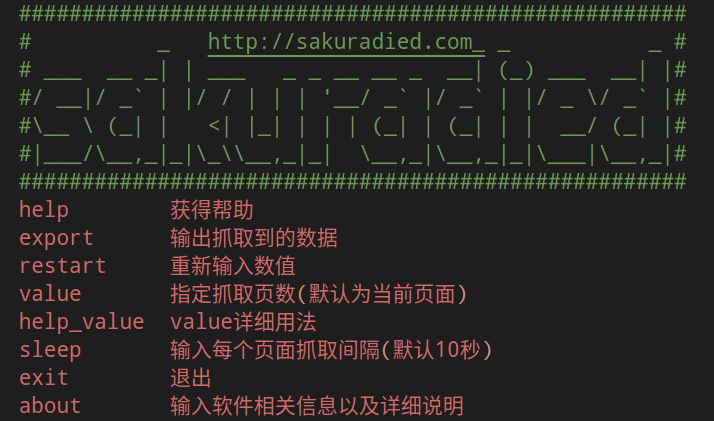 #####################################################
#          _   http://sakuradied.com_ _           _ #
# ___  __ _| | ___   _ _ __ __ _  __| (_) ___  __| |#
#/ __|/ _` | |/ / | | | '__/ _` |/ _` | |/ _ \/ _` |#
#\__ \ (_| |   <| |_| | | | (_| | (_| | |  __/ (_| |#
#|___/\__,_|_|\_\\__,_|_|  \__,_|\__,_|_|\___|\__,_|#
#####################################################
help        获得帮助
export      输出抓取到的数据
restart     重新输入数值
value       指定抓取页数(默认为当前页面)
help_value  value详细用法
sleep       输入每个页面抓取间隔(默认10秒)
exit        退出
about       输入软件相关信息以及详细说明